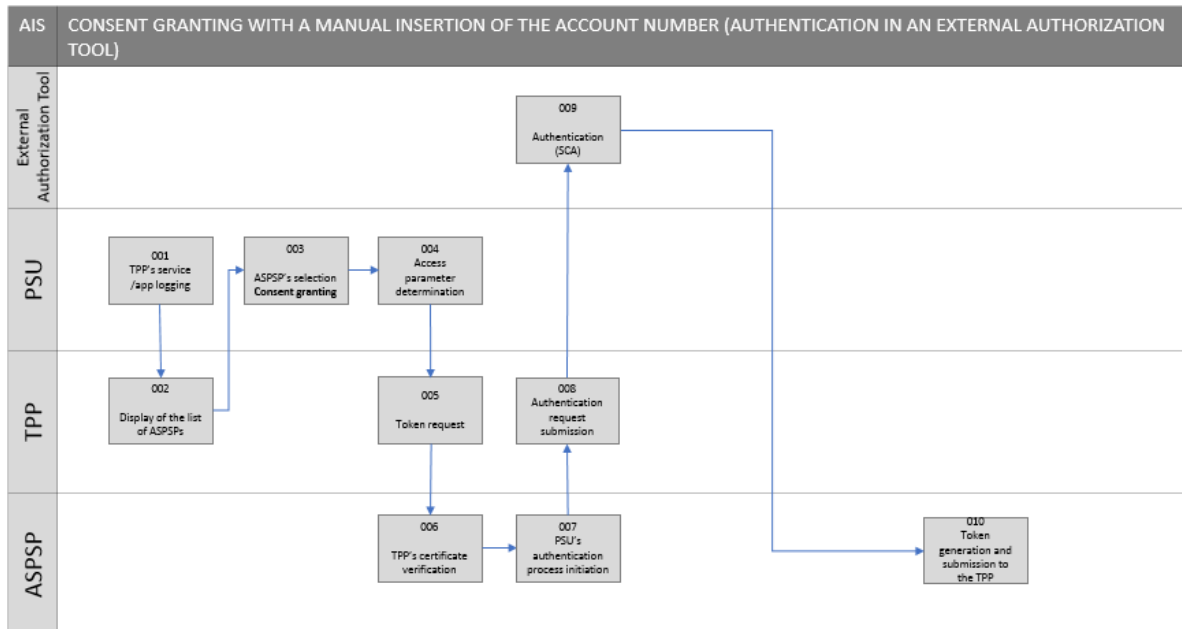 AIS
CONSENT GRANTING WITH A MANUAL INSERTION OF THE ACCOUNT NUMBER (AUTHENTICATION IN AN EXTERNAL AUTHORIZATION
TOOL)
External
Authorization Tool
009
Authentication
(SCA)
PSU
001
TPP's service
/app logging
003
ASPSP's selection
Consent granting
004
Access
parameter
determination
TPP
002
Display of the list
of ASPSPs
005
Token request
008
Authentication
request
submission
ASPSP
006
TPP's certificate
verification
007
PSU's
authentication
process initiation
010
Token
generation and
submission to
the TPP